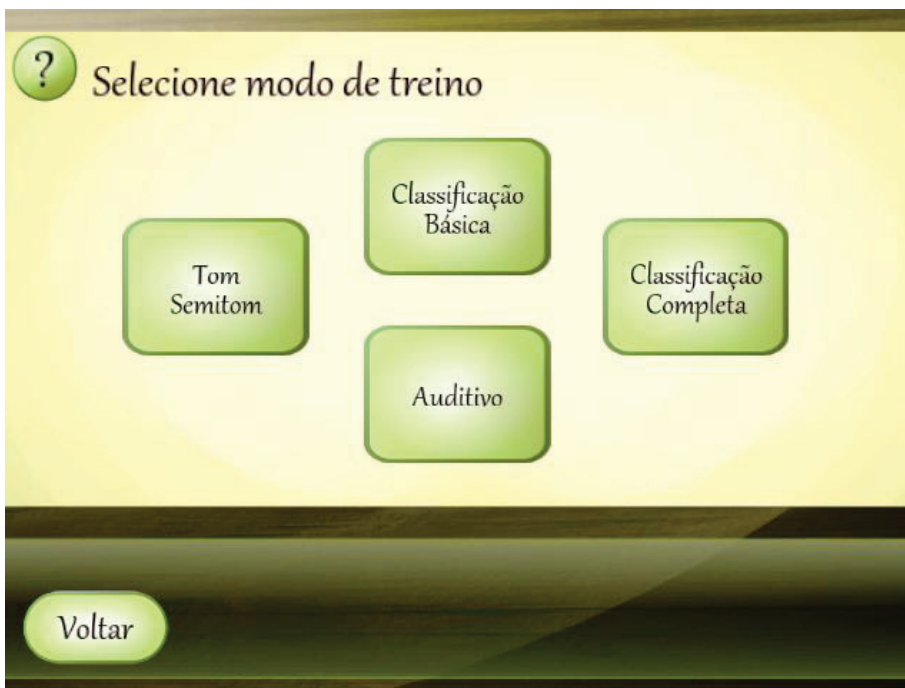 ?
Selecione modo de treino
Classificação
Básica
Tom
Semitom
Classificação
Completa
Auditivo
Voltar